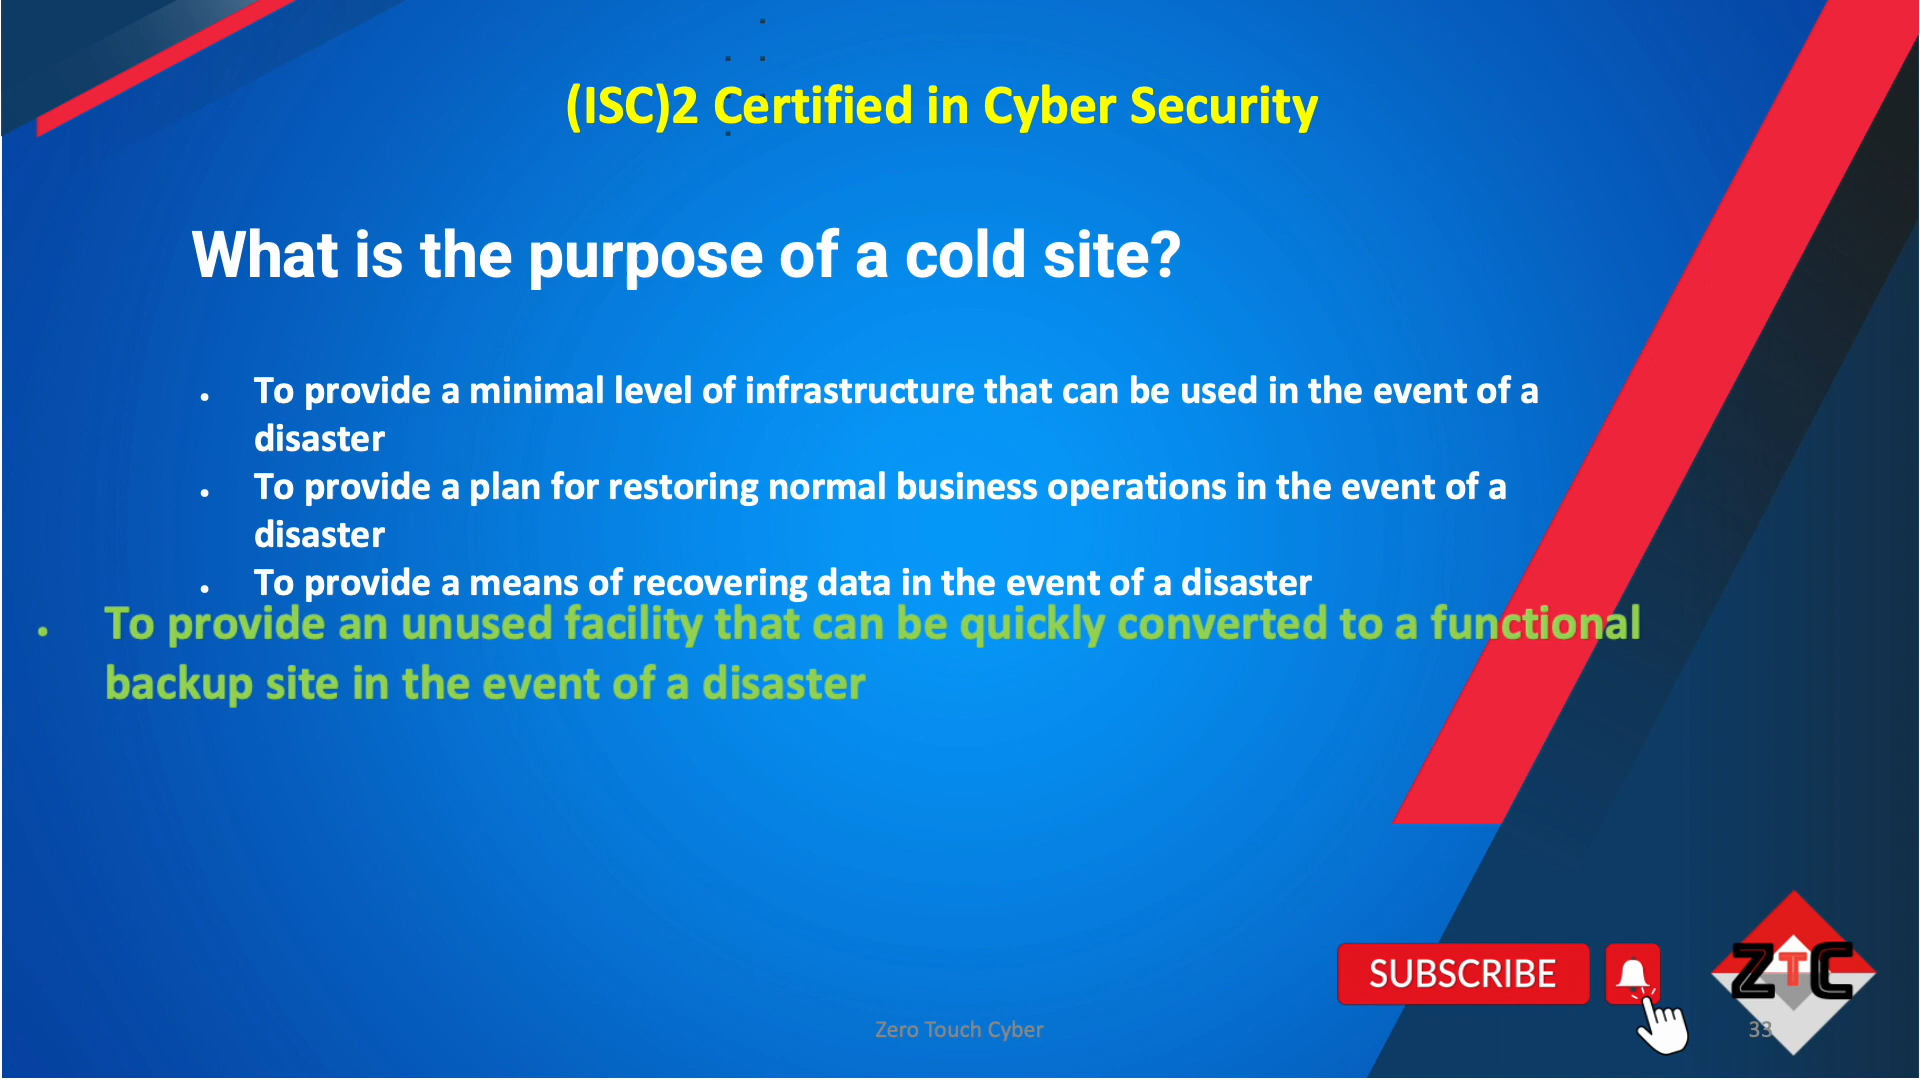 (ISC)2 Certified in Cyber Security
What is the purpose of a cold site?
• To provide a minimal level of infrastructure that can be used in the event of a
disaster
• To provide a plan for restoring normal business operations in the event of a
disaster
• To provide a means of recovering data in the event of a disaster
• To provide an unused facility that can be quickly converted to a functional
backup site in the event of a disaster
SUBSCRIBE
ZTC
Zero Touch Cyber
33